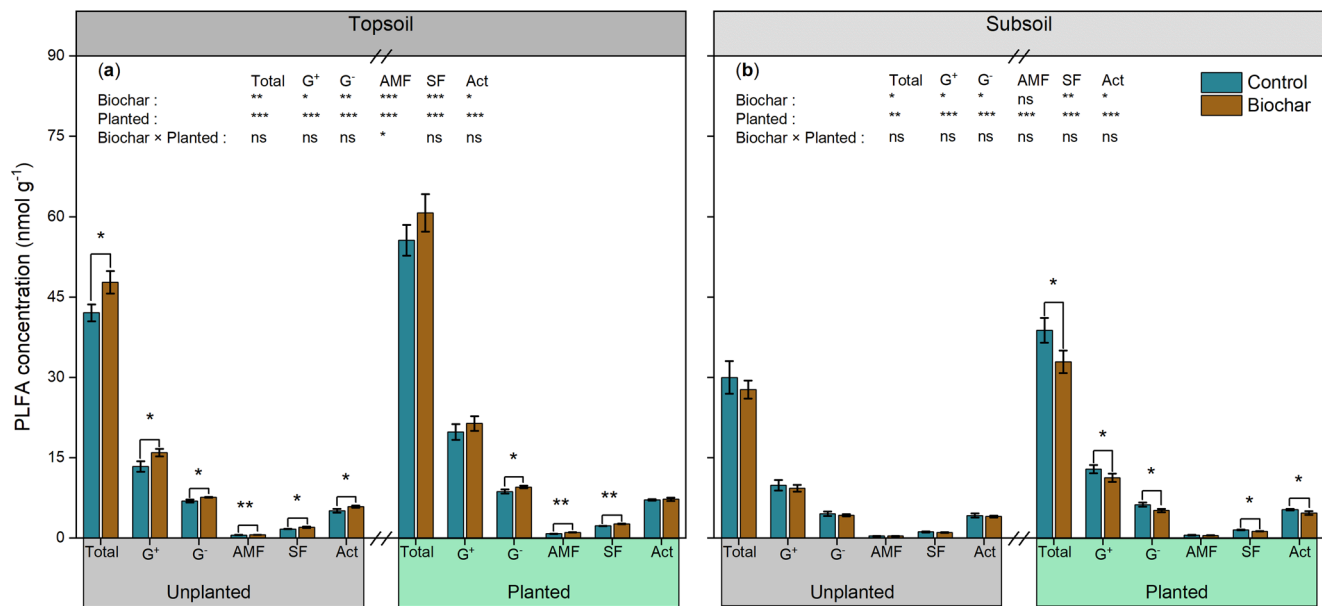 Topsoil
Subsoil
PLFA concentration (nmol g⁻¹)
90
75
60
45
30
15
0
(a)
Total G⁺ G⁻ AMF SF Act
Biochar : ** * ** *** *** *
Planted : *** *** *** *** *** ***
Biochar × Planted : ns ns ns * ns ns
* * * ** * *
* ** **
Total G⁺ G⁻ AMF SF Act
Total G⁺ G⁻ AMF SF Act
Unplanted
Planted
(b)
Total G⁺ G⁻ AMF SF Act
Biochar : * * * ns ** *
Planted : ** *** *** *** *** ***
Biochar × Planted : ns ns ns ns ns ns
Control
Biochar
* * * * *
Total G⁺ G⁻ AMF SF Act
Total G⁺ G⁻ AMF SF Act
Unplanted
Planted